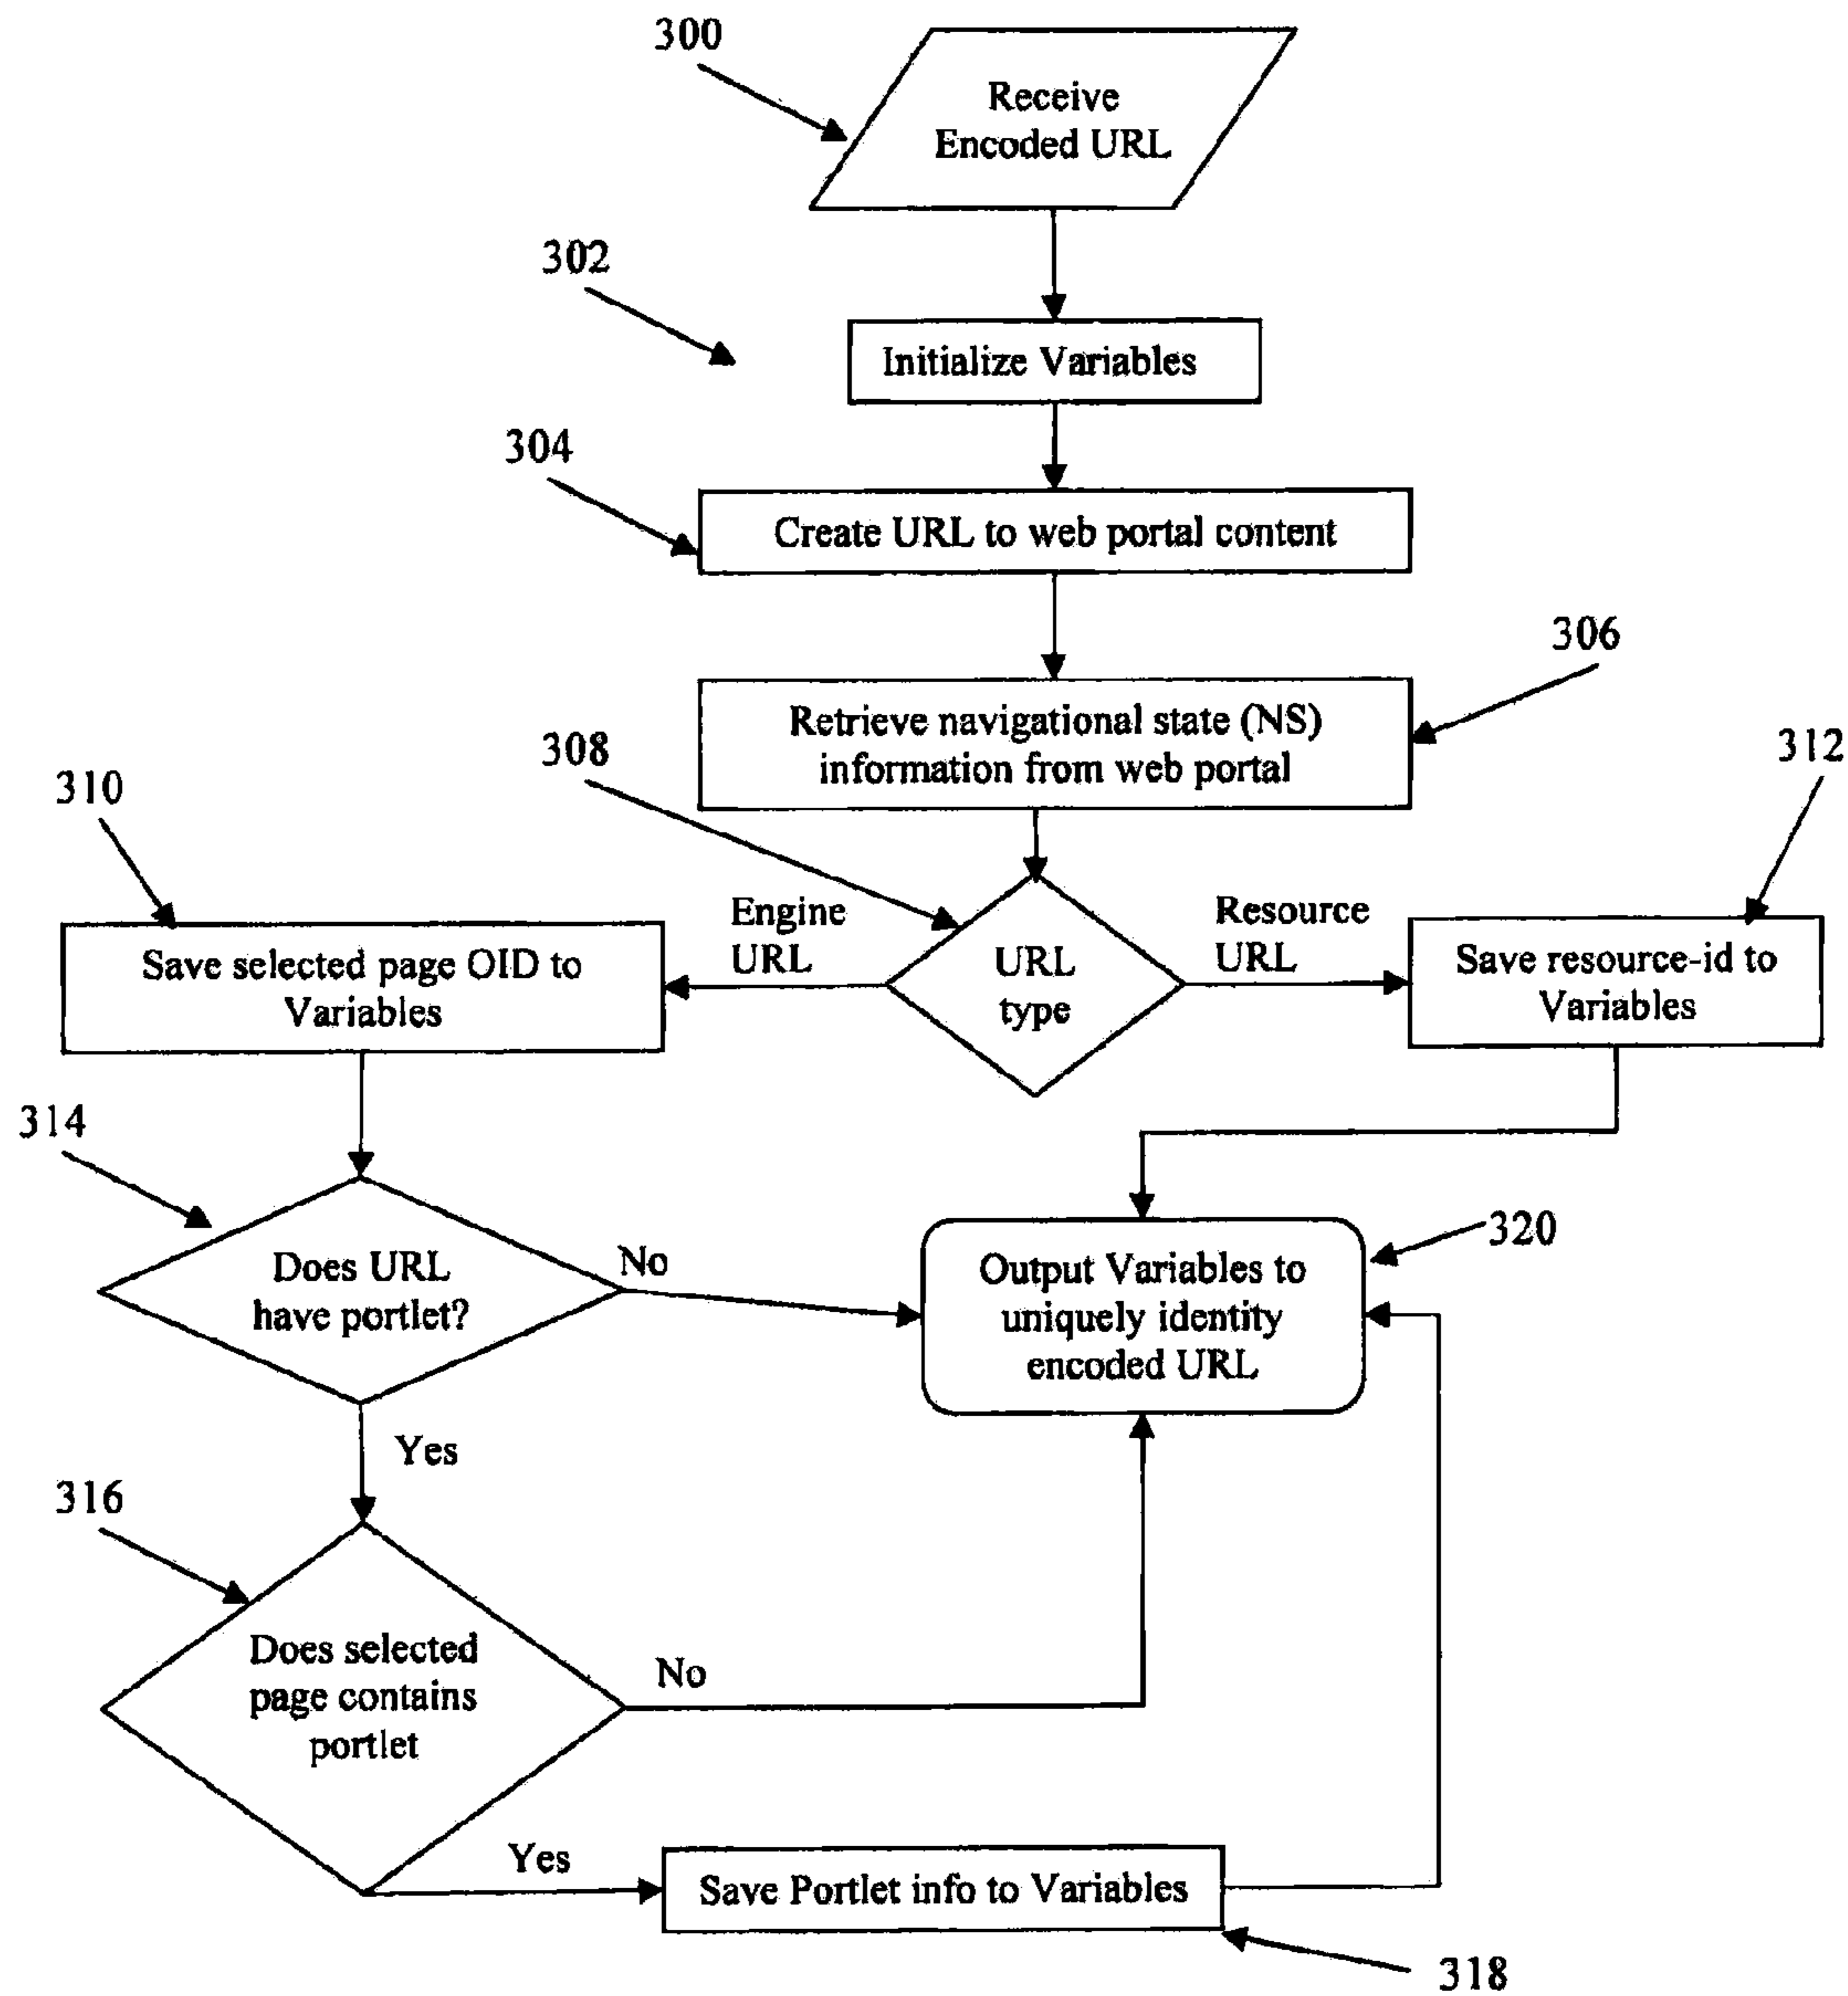 300
Receive
Encoded URL
302
Initialize Variables
304
Create URL to web portal content
306
Retrieve navigational state (NS)
information from web portal
308
310
312
Engine
URL
URL
type
Resource
URL
Save selected page OID to
Variables
Save resource-id to
Variables
314
Does URL
have portlet?
No
320
Output Variables to
uniquely identity
encoded URL
Yes
316
Does selected
page contains
portlet
No
Yes
Save Portlet info to Variables
318